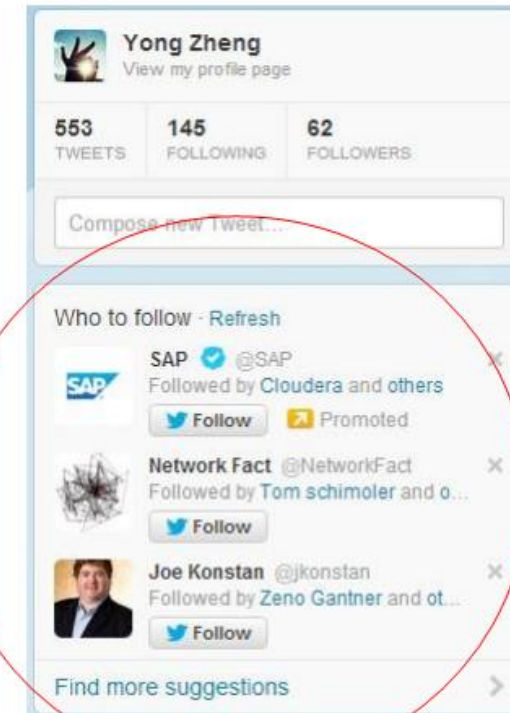 Yong Zheng
View my profile page
553 145 62
TWEETS FOLLOWING FOLLOWERS
Compose new Tweet...
Who to follow · Refresh
SAP @SAP
SAP
Followed by Cloudera and others
Follow Promoted
Network Fact @NetworkFact
Followed by Tom schimoler and o...
Follow
Joe Konstan @jkonstan
Followed by Zeno Gantner and ot...
Follow
Find more suggestions